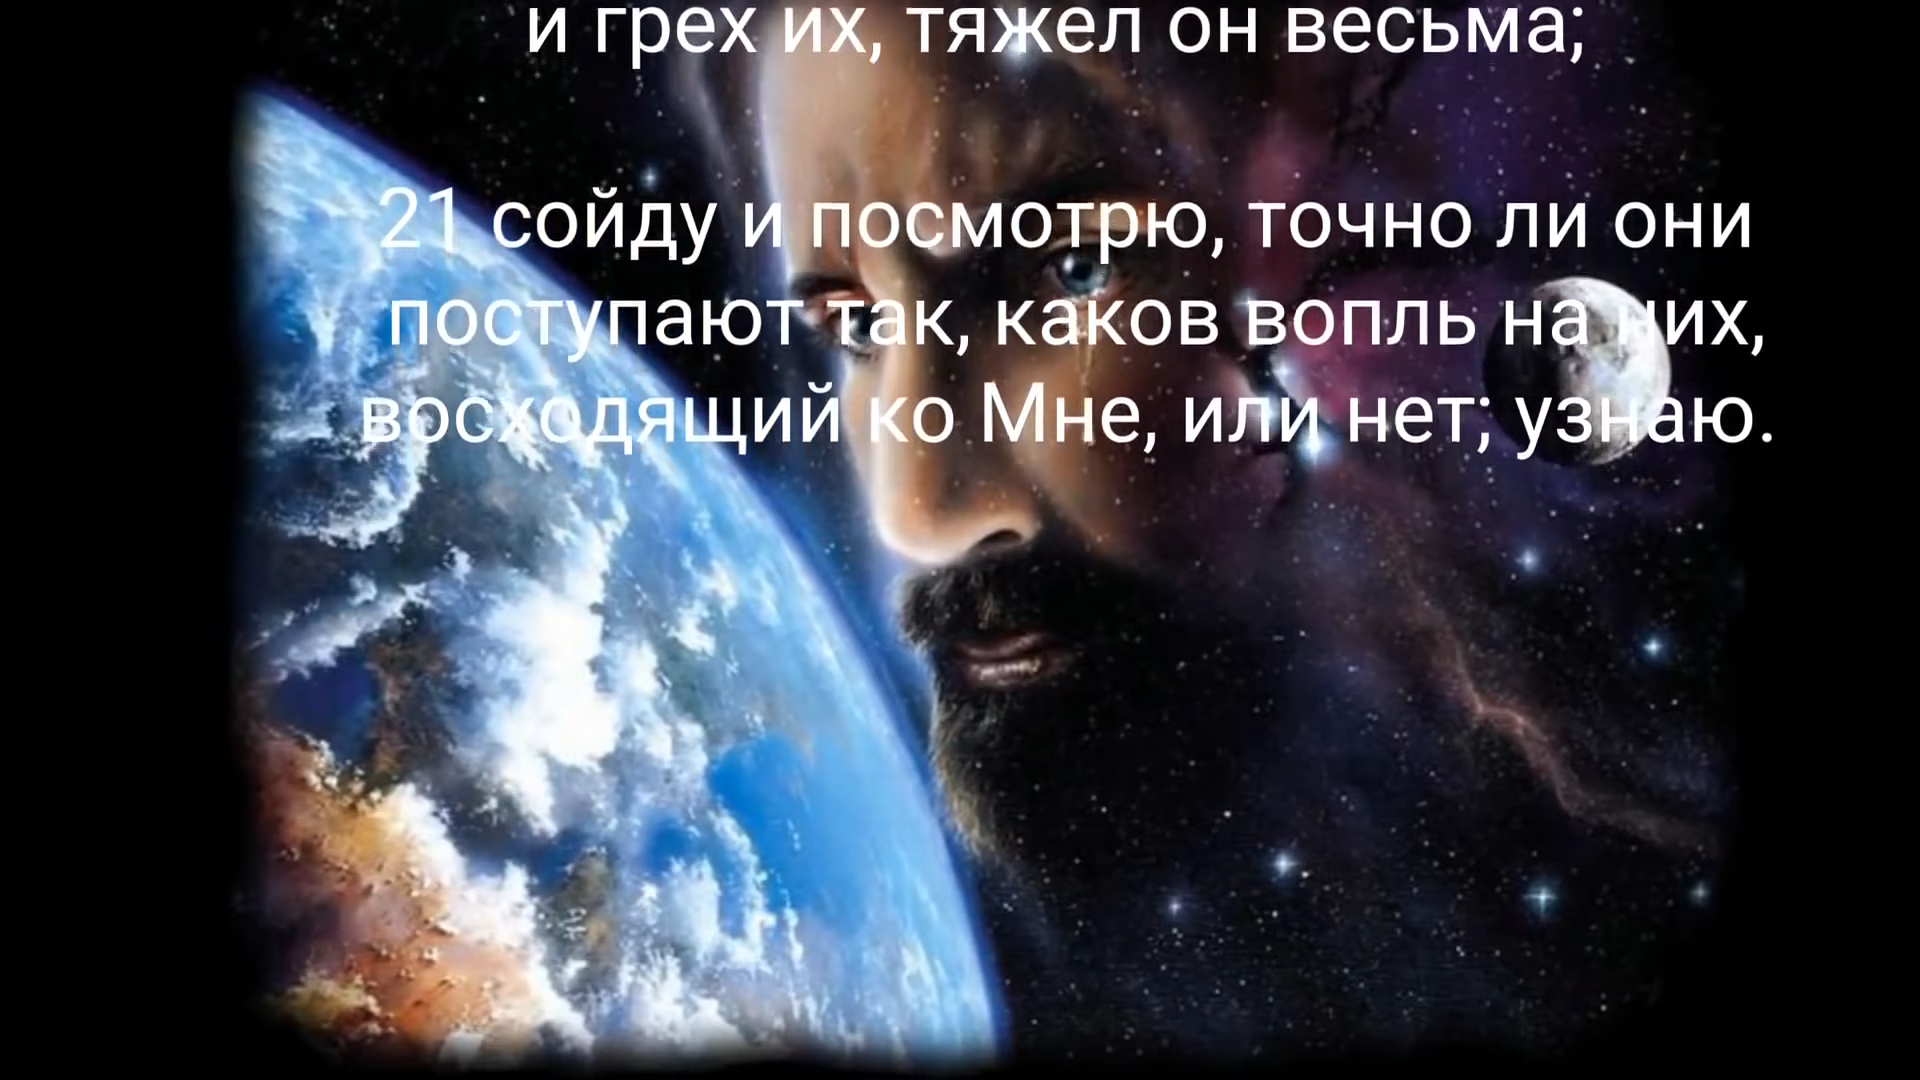 и грех их, тяжел он весьма;
21 сойду и посмотрю, точно ли они
поступают так, каков вопль на них,
восходящий ко Мне, или нет; узнаю.